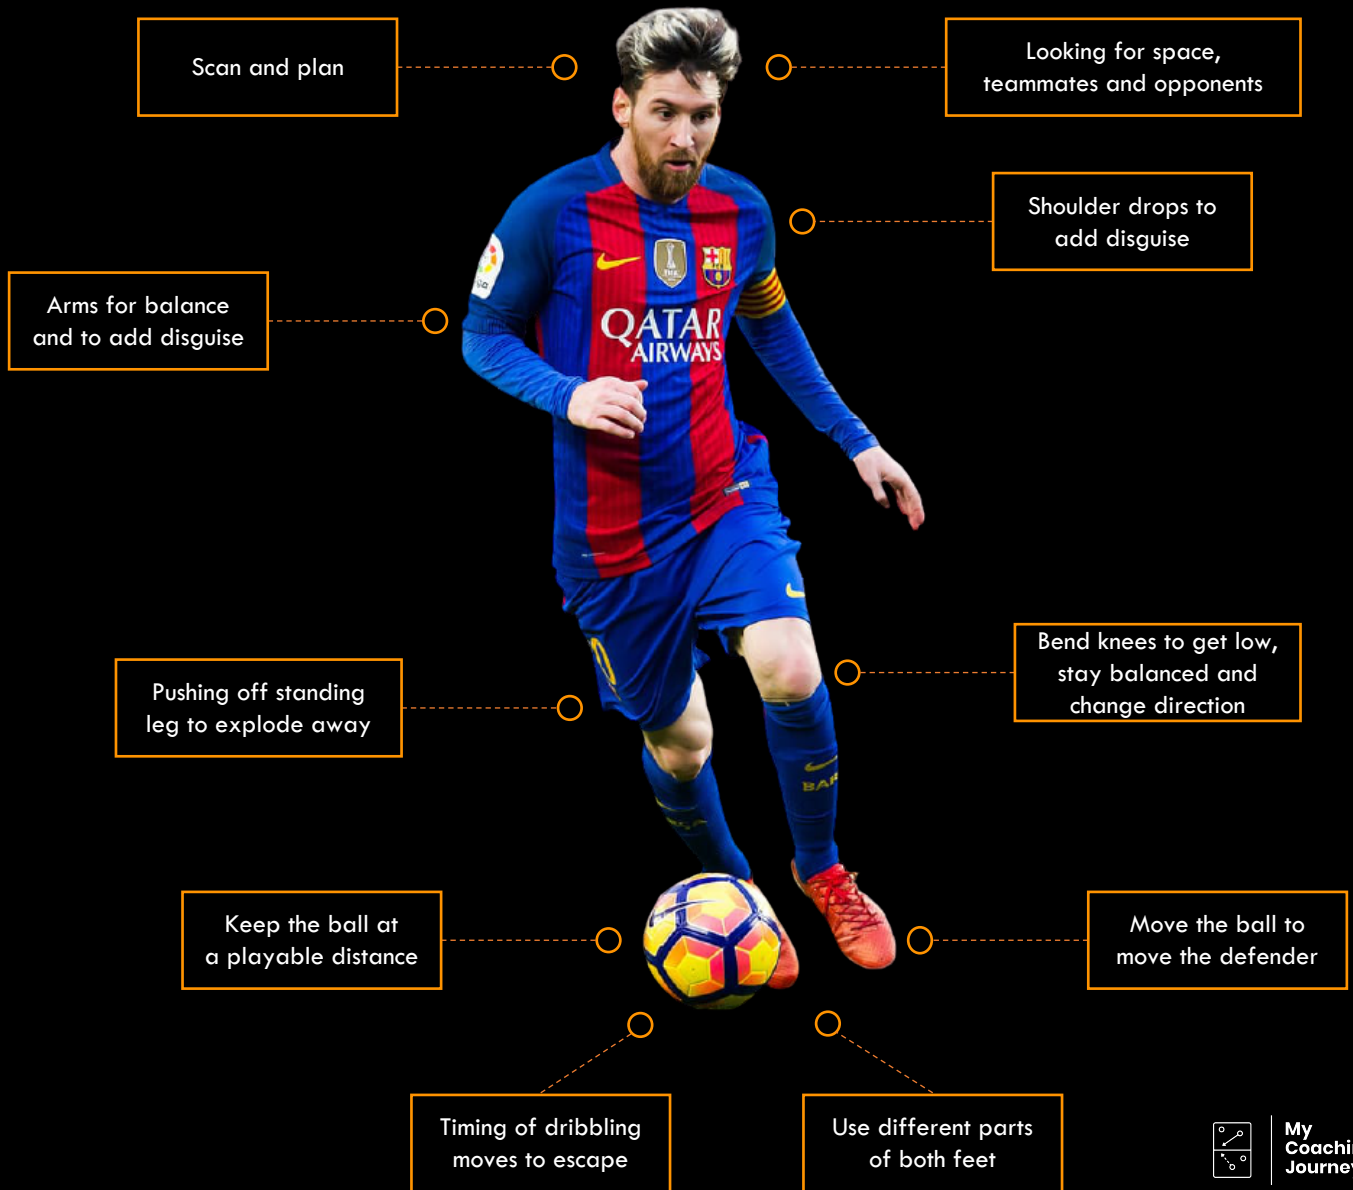 Scan and plan
Looking for space,
teammates and opponents
Shoulder drops to
add disguise
Arms for balance
and to add disguise
QATAR
AIRWAYS
Pushing off standing
leg to explode away
Bend knees to get low,
stay balanced and
change direction
BAR
Keep the ball at
a playable distance
Move the ball to
move the defender
Timing of dribbling
moves to escape
Use different parts
of both feet
My
Coachin
Journey